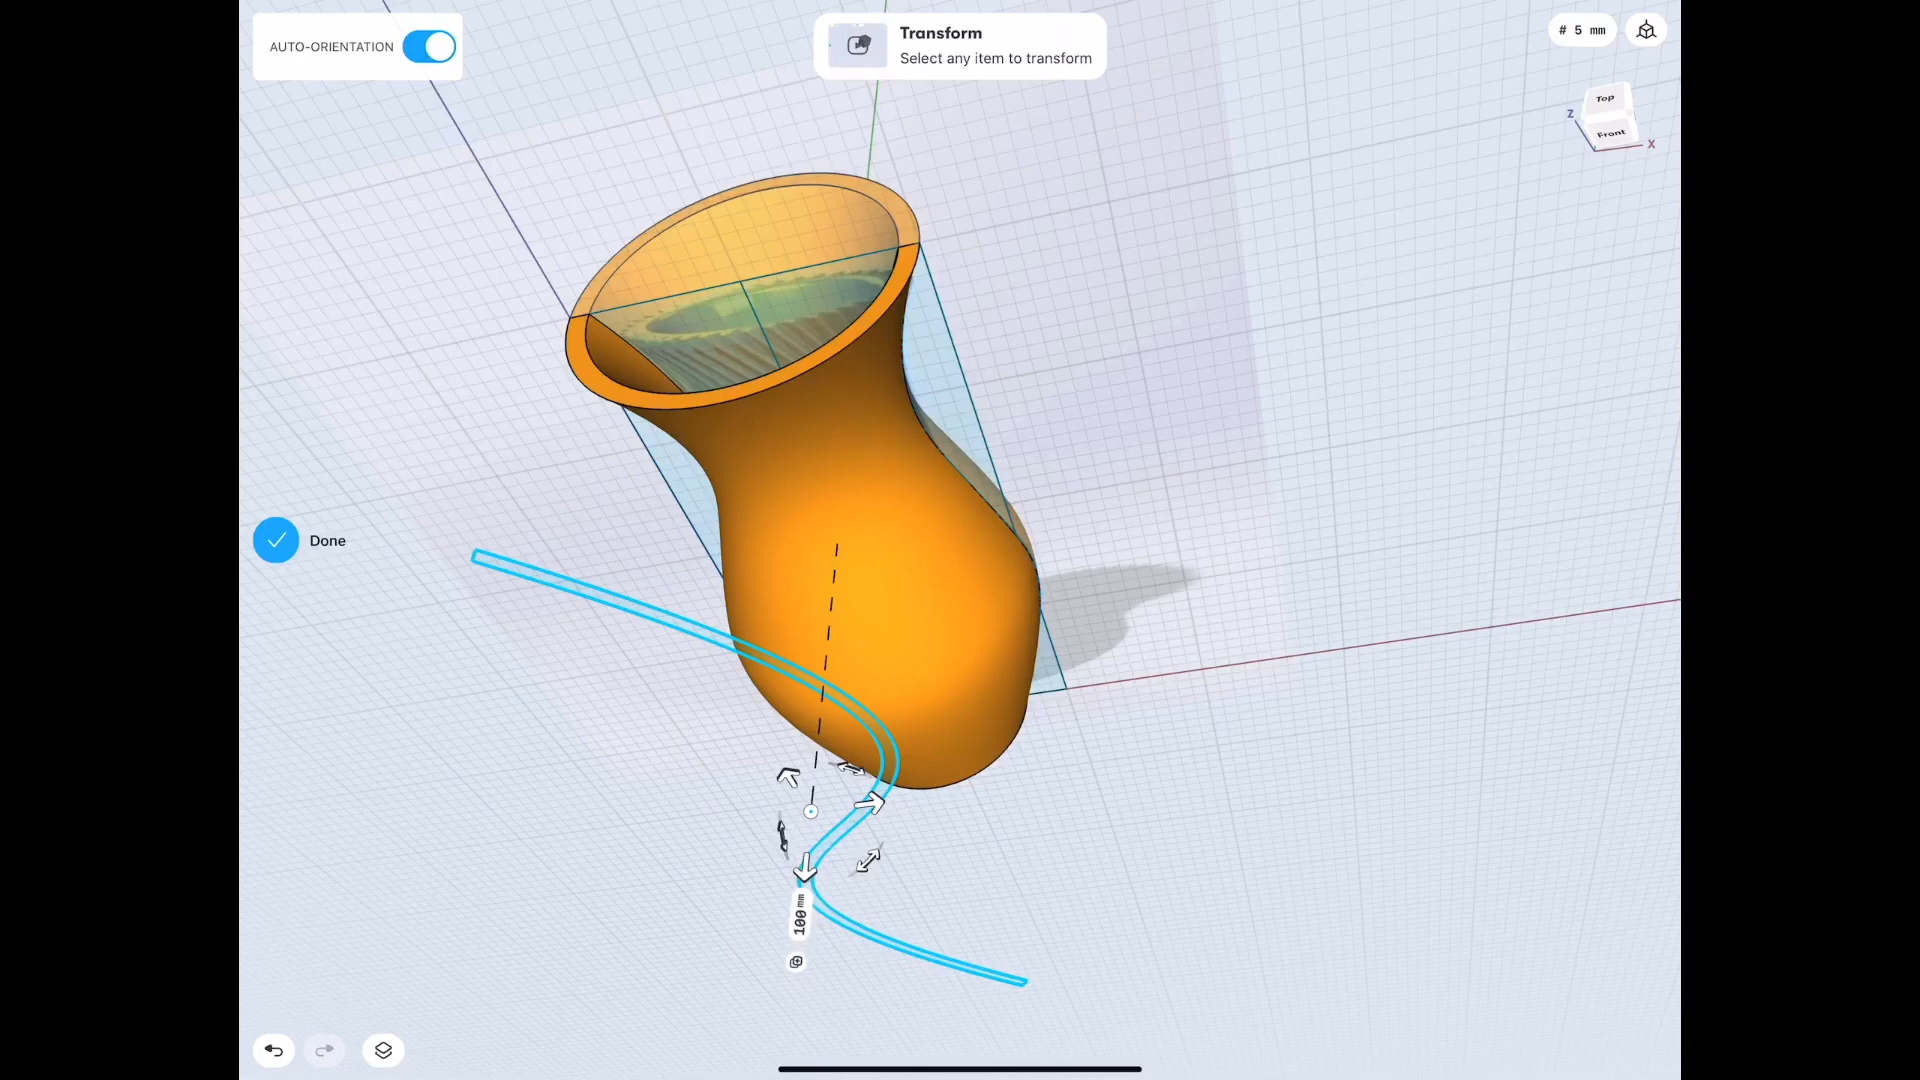 AUTO-ORIENTATION
Transform
Select any item to transform
# 5 mm
Top
Front
Z
X
Done
100 mm